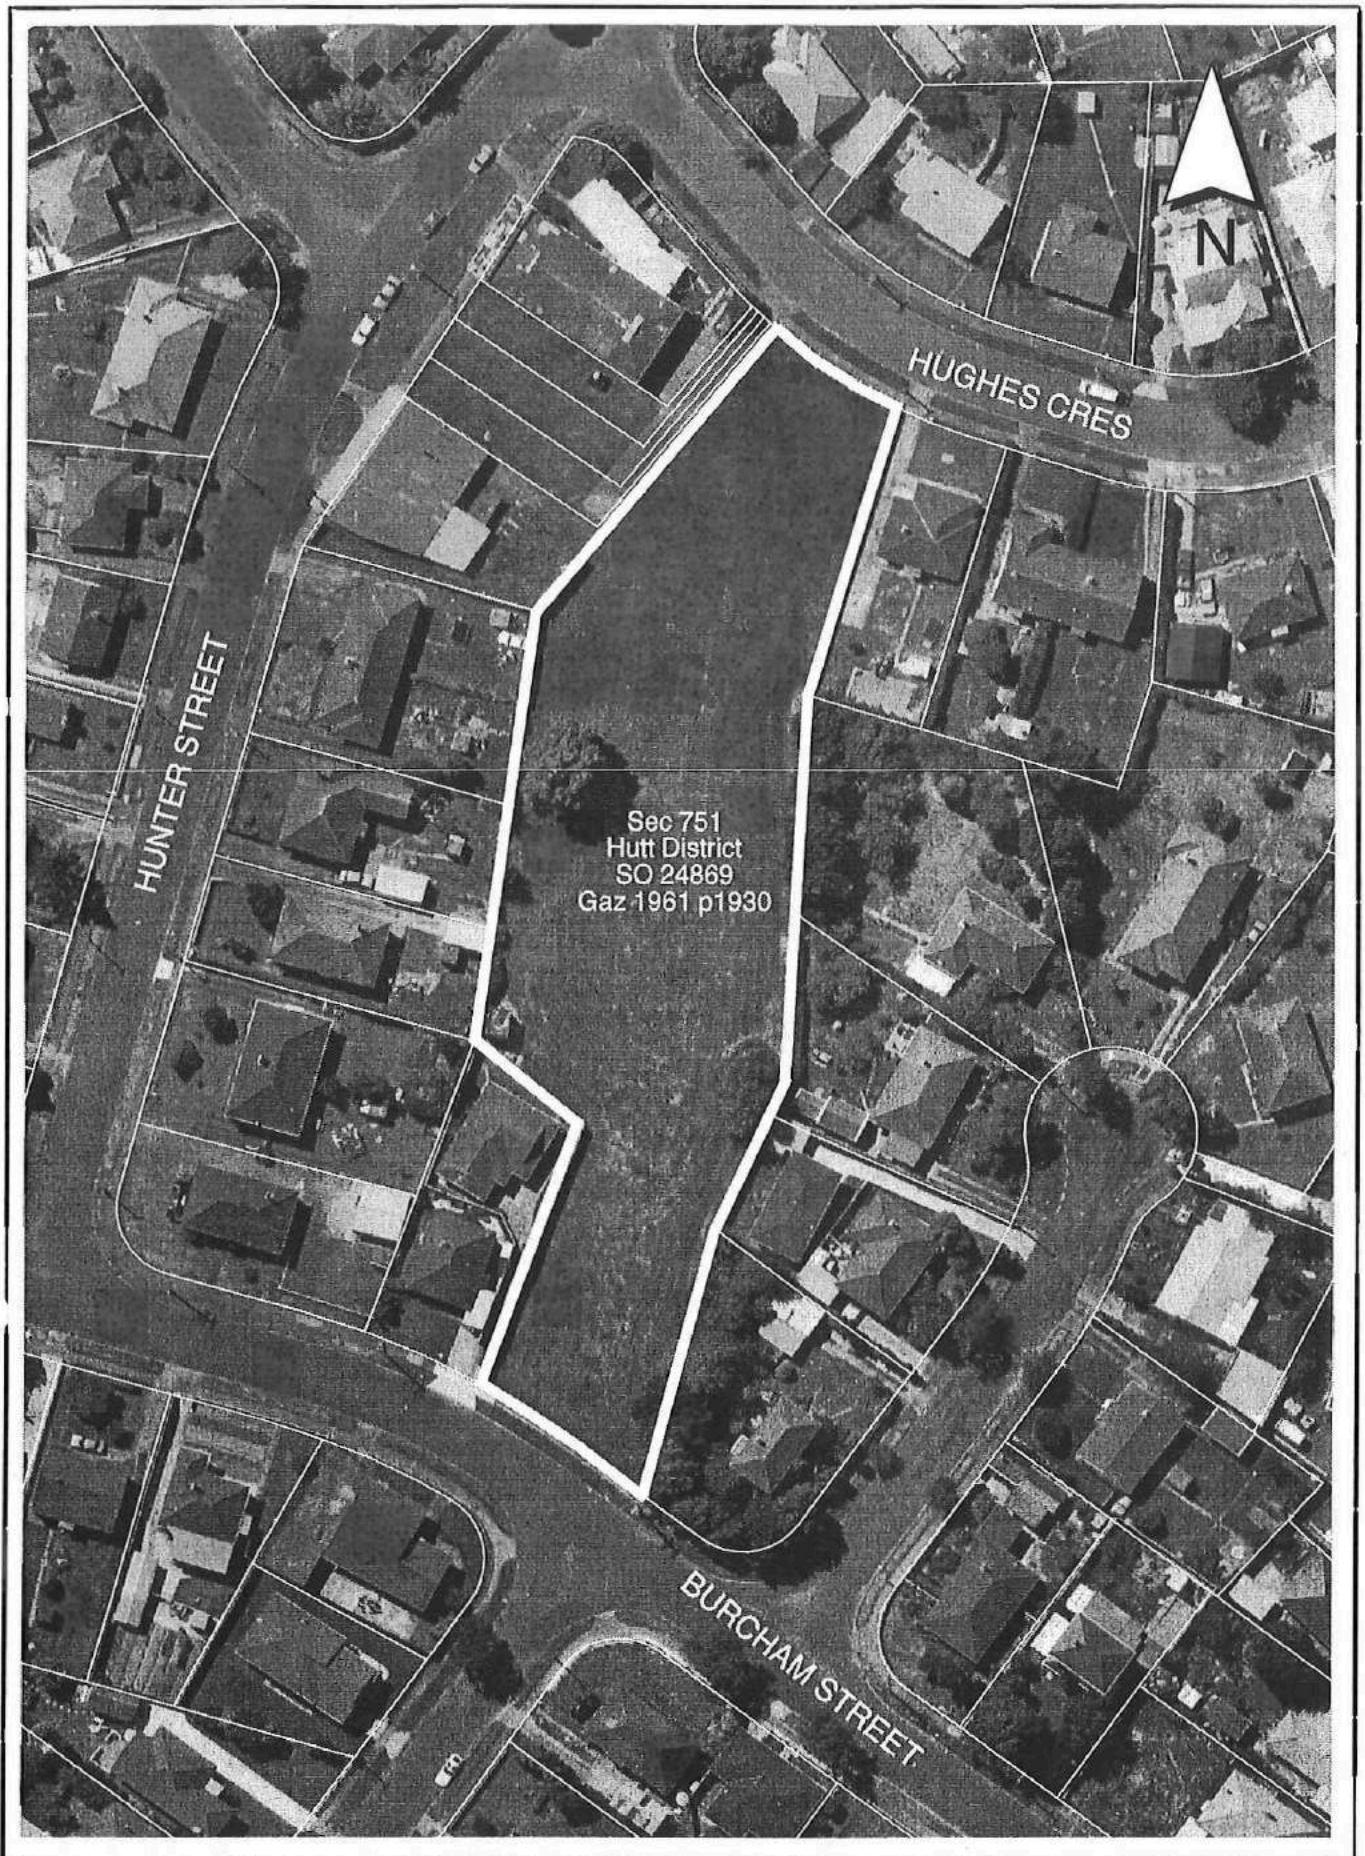 N
HUGHES CRES
HUNTER STREET
Sec 751
Hutt District
SO 24869
Gaz 1961 p1930
BURCHAM STREET